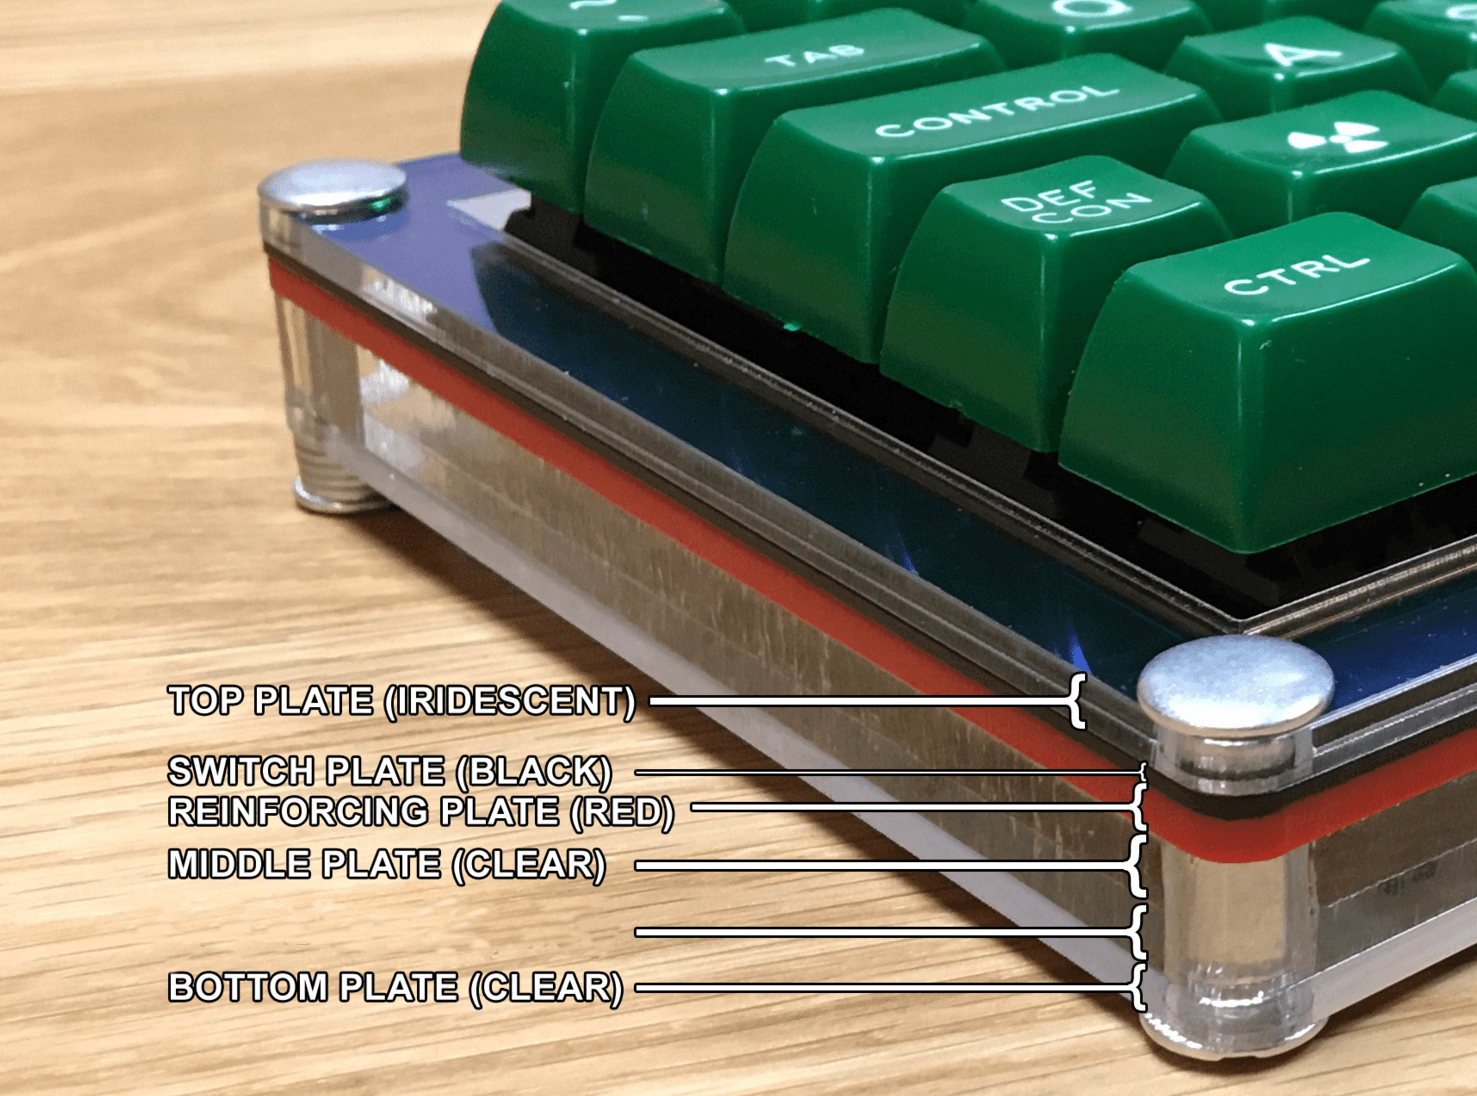 TAB
A
CONTROL
DEF
CON
CTRL
TOP PLATE (IRIDESCENT)
SWITCH PLATE (BLACK)
REINFORCING PLATE (RED)
MIDDLE PLATE (CLEAR)
BOTTOM PLATE (CLEAR)